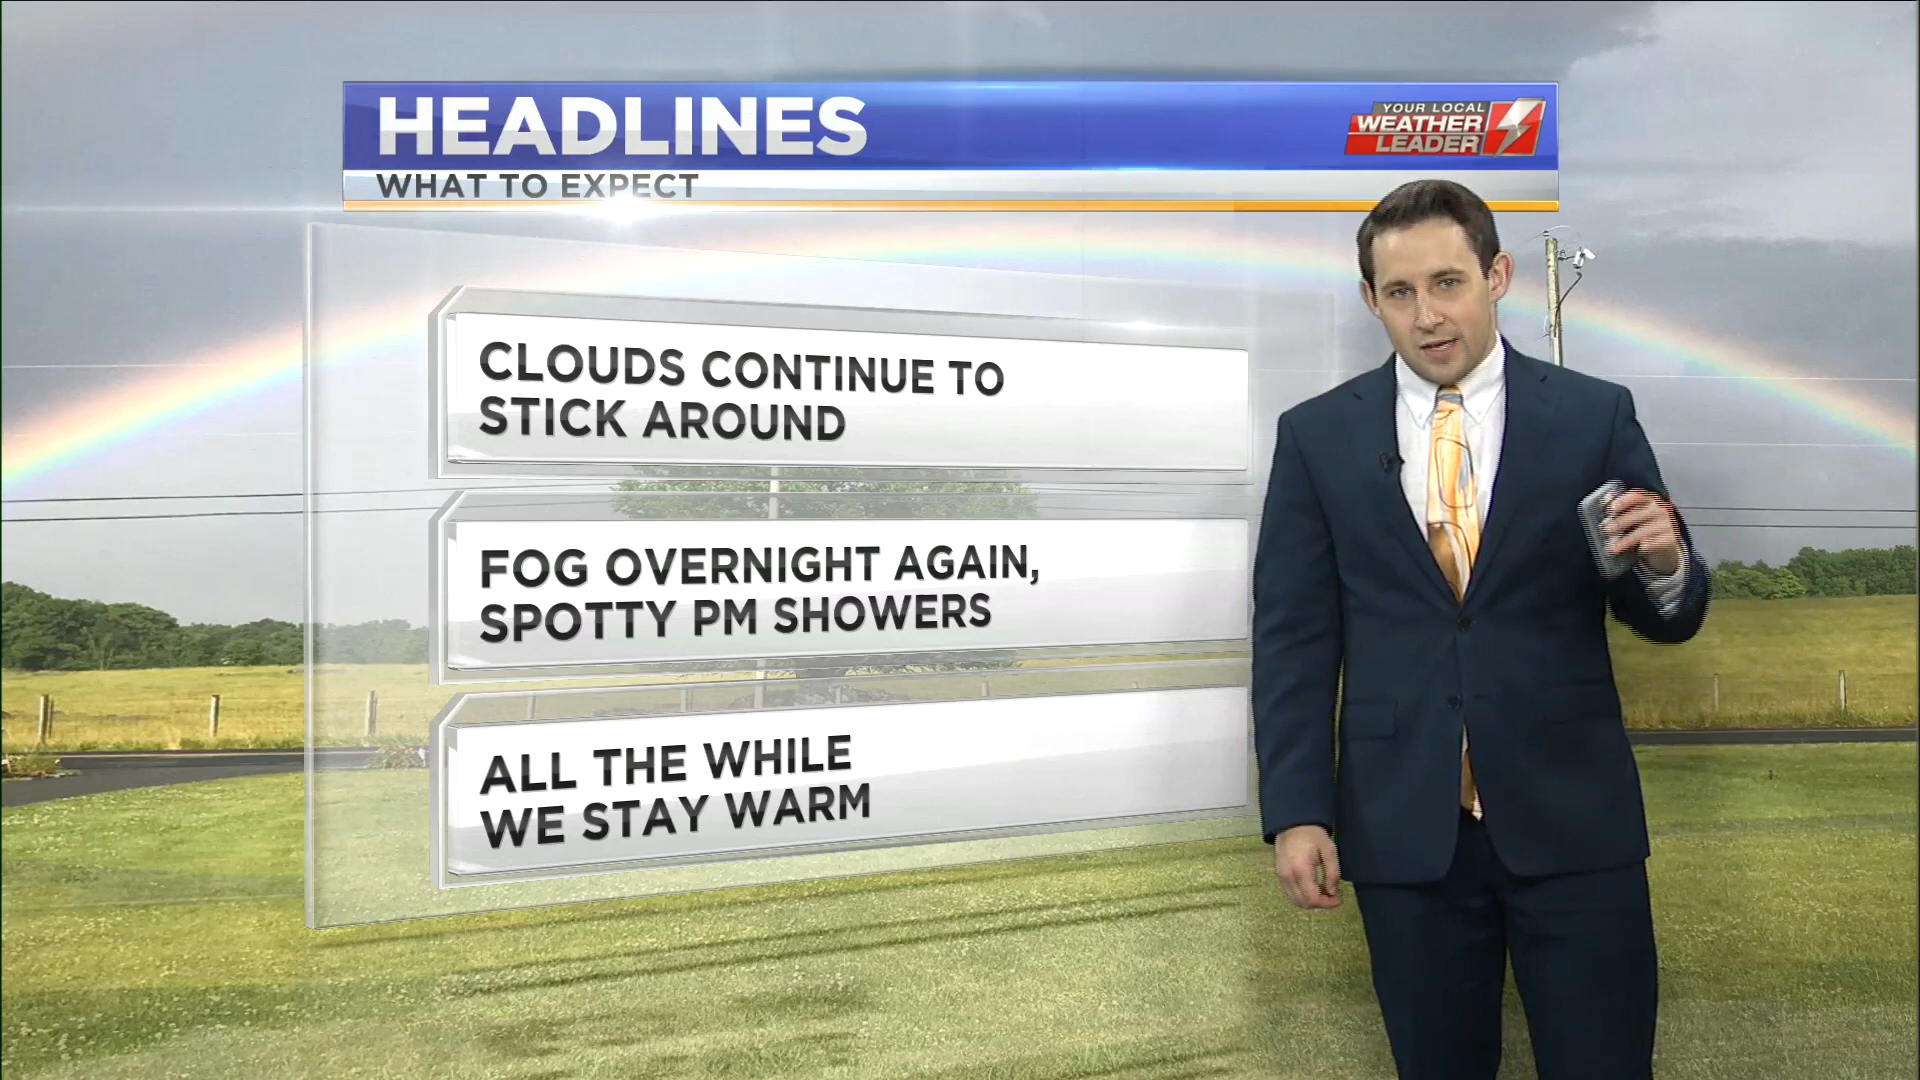 HEADLINES
YOUR LOCAL
WEATHER
LEADER
WHAT TO EXPECT
CLOUDS CONTINUE TO
STICK AROUND
FOG OVERNIGHT AGAIN,
SPOTTY PM SHOWERS
ALL THE WHILE
WE STAY WARM